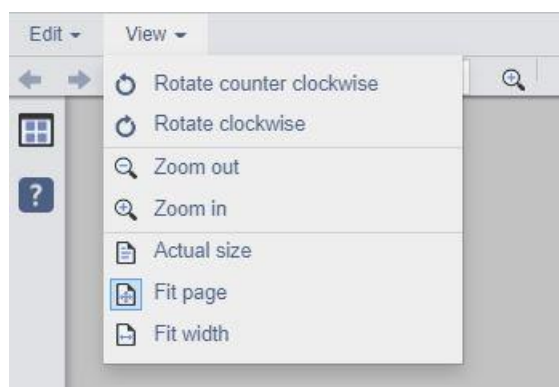 Edit View
Rotate counter clockwise
Rotate clockwise
Zoom out
Zoom in
Actual size
Fit page
Fit width
?